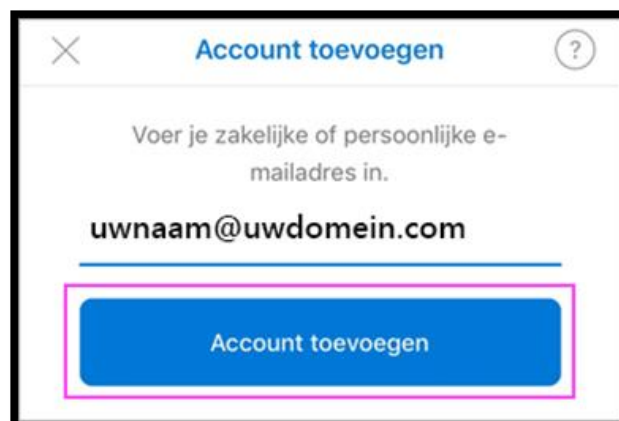 Account toevoegen
?
Voer je zakelijke of persoonlijke e-
mailadres in.
uwnaam@uwdomein.com
Account toevoegen